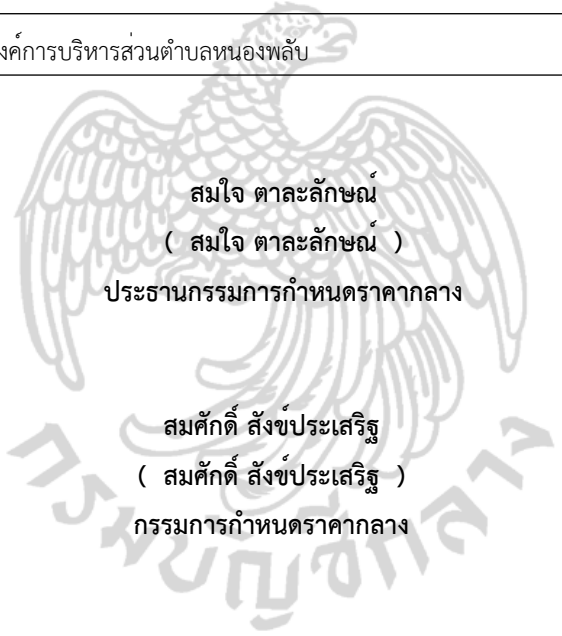 งค์การบริหารส่วนตำบลหนองพลับ
สมใจ ตาละลักษณ์
( สมใจ ตาละลักษณ์ )
ประธานกรรมการกำหนดราคากลาง
สมศักดิ์ สังข์ประเสริฐ
( สมศักดิ์ สังข์ประเสริฐ )
กรรมการกำหนดราคากลาง
กรมบัญชีกลาง